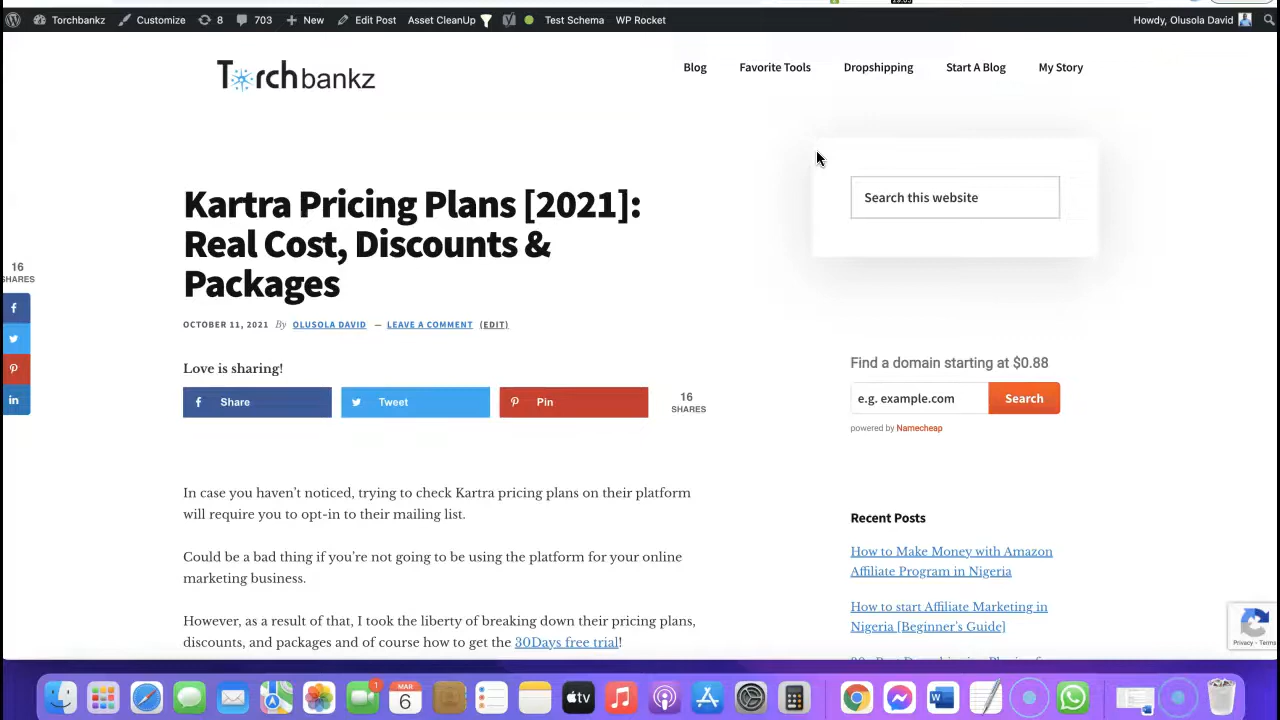 Torchbankz Customize 8 703 New Edit Post Asset CleanUp Test Schema WP Rocket Howdy, Olusola David
Torchbankz
Blog Favorite Tools Dropshipping Start A Blog My Story
Search this website
Kartra Pricing Plans [2021]:
Real Cost, Discounts &
Packages
16
SHARES
OCTOBER 11, 2021 By OLUSOLA DAVID — LEAVE A COMMENT (EDIT)
Love is sharing!
Share Tweet Pin 16
SHARES
Find a domain starting at $0.88
e.g. example.com Search
powered by Namecheap
In case you haven’t noticed, trying to check Kartra pricing plans on their platform
will require you to opt-in to their mailing list.
Could be a bad thing if you’re not going to be using the platform for your online
marketing business.
However, as a result of that, I took the liberty of breaking down their pricing plans,
discounts, and packages and of course how to get the 30Days free trial!
Recent Posts
How to Make Money with Amazon
Affiliate Program in Nigeria
How to start Affiliate Marketing in
Nigeria [Beginner's Guide]
Privacy - Terms
1
MAR
6
tv